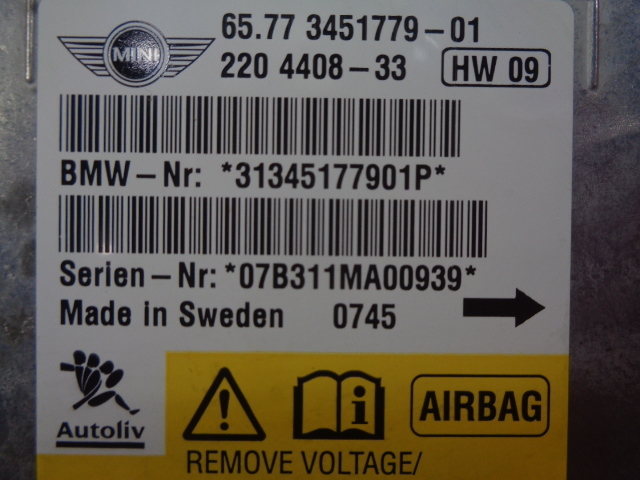 MINI
65.77 3451779-01
220 4408-33 HW 09
BMW-Nr: *31345177901P*
Serien-Nr: *07B311MA00939*
Made in Sweden 0745
Autoliv
AIRBAG
REMOVE VOLTAGE/